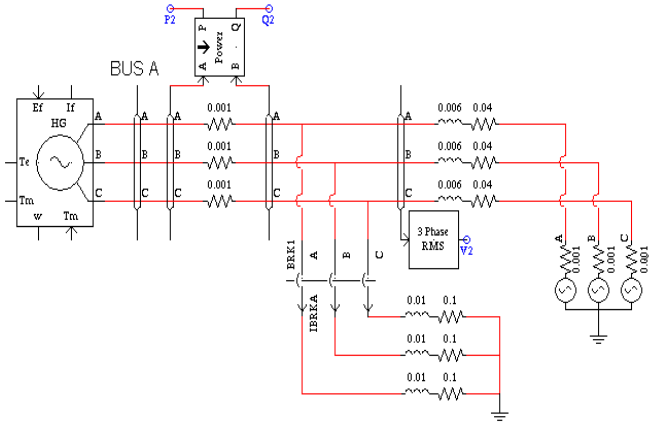 P2
Q2
P
Q
Power
A
B
BUS A
Ef
If
HG
Te
Tm
w
Tm
A
B
C
A
B
C
A
B
C
0.001
0.001
0.001
A
B
C
A
B
C
0.006
0.04
0.006
0.04
0.006
0.04
3 Phase
RMS
V2
A
B
C
0.001
0.001
0.001
BRK1
A
B
C
IBRKA
0.01
0.1
0.01
0.1
0.01
0.1